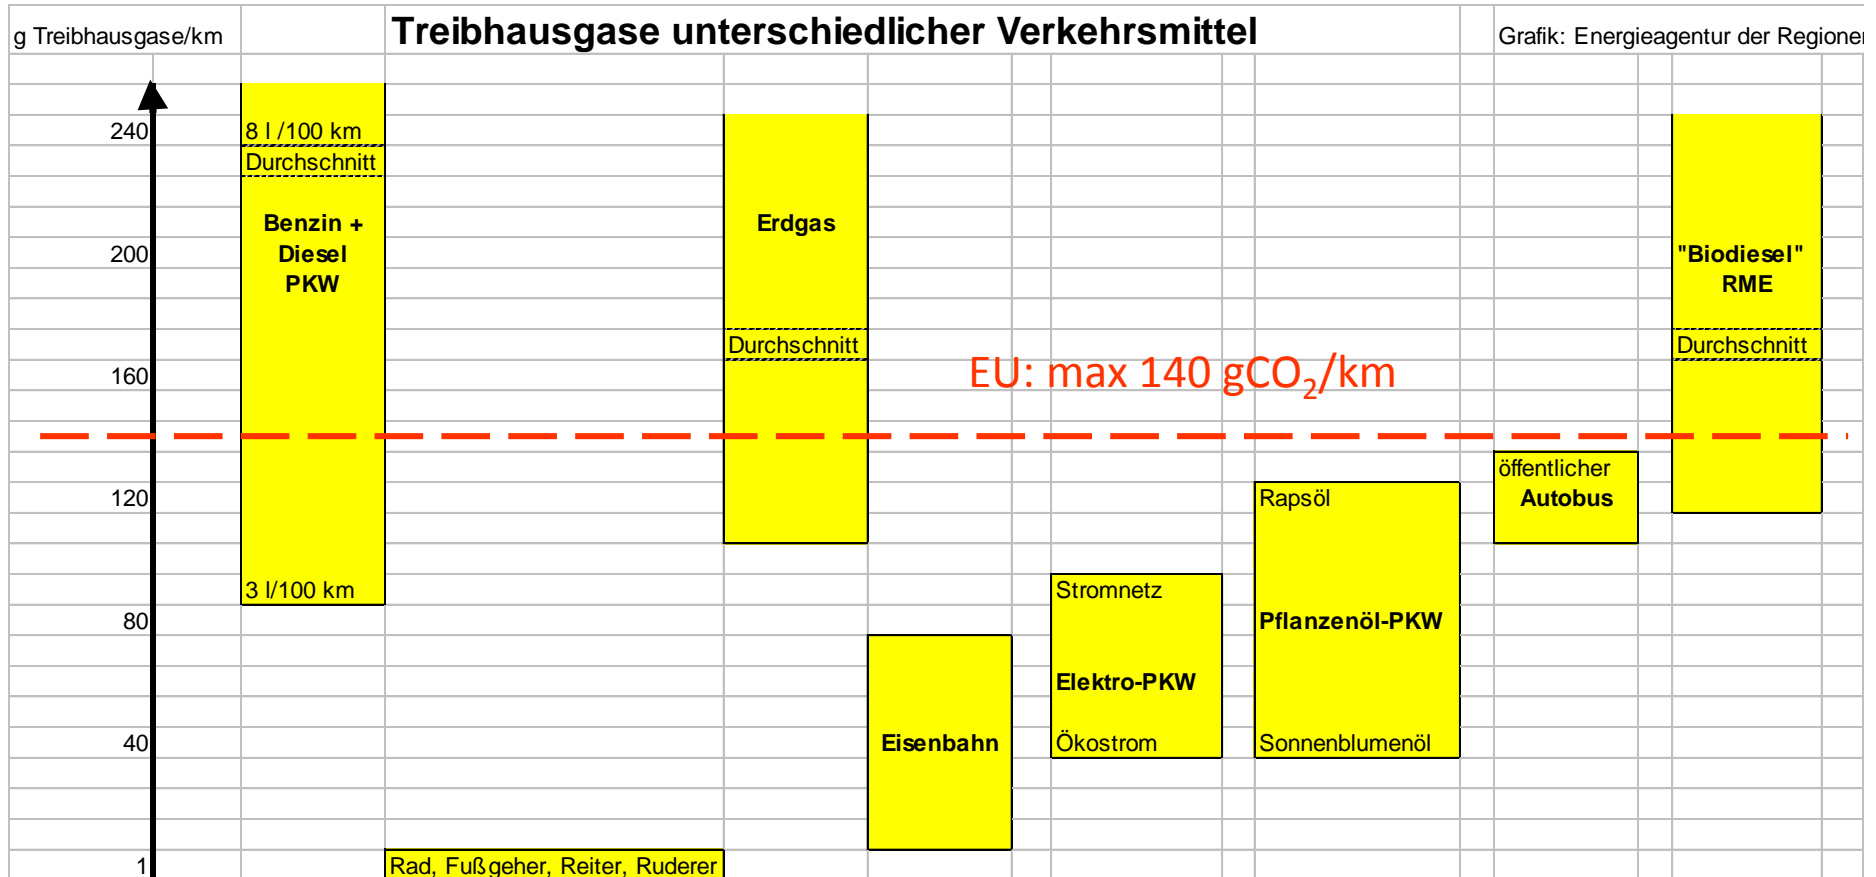 g Treibhausgase/km
Treibhausgase unterschiedlicher Verkehrsmittel
Grafik: Energieagentur der Regionen
240
8 l /100 km
Durchschnitt
Benzin +
Diesel
PKW
Erdgas
200
"Biodiesel"
RME
Durchschnitt
Durchschnitt
160
EU: max 140 gCO₂/km
öffentlicher
Autobus
120
Rapsöl
3 l/100 km
Stromnetz
80
Pflanzenöl-PKW
Elektro-PKW
40
Eisenbahn
Ökostrom
Sonnenblumenöl
1
Rad, Fußgeher, Reiter, Ruderer